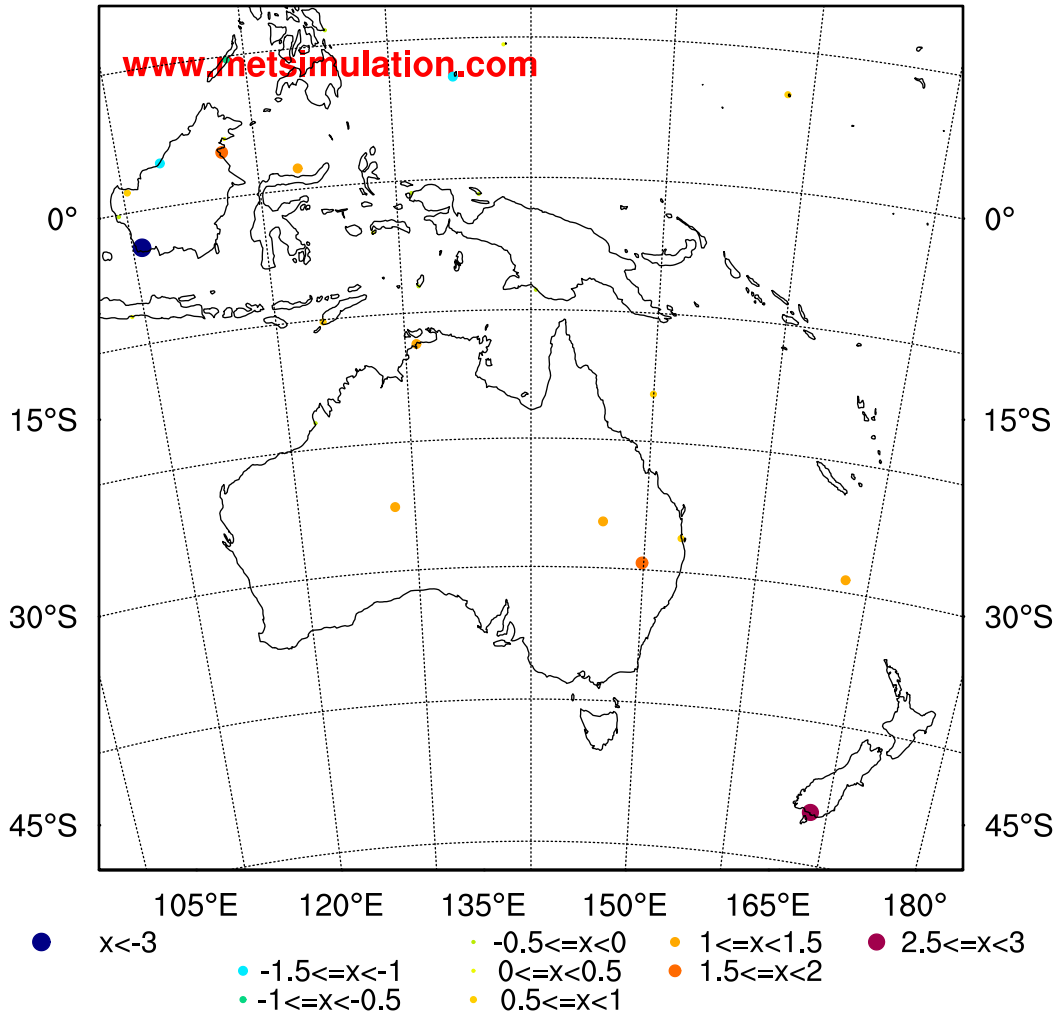 www.metsimulation.com
0° 0°
15°S 15°S
30°S 30°S
45°S 45°S
105°E 120°E 135°E 150°E 165°E 180°
x<-3 -0.5<=x<0 1<=x<1.5 2.5<=x<3
-1.5<=x<-1 0<=x<0.5 1.5<=x<2
-1<=x<-0.5 0.5<=x<1